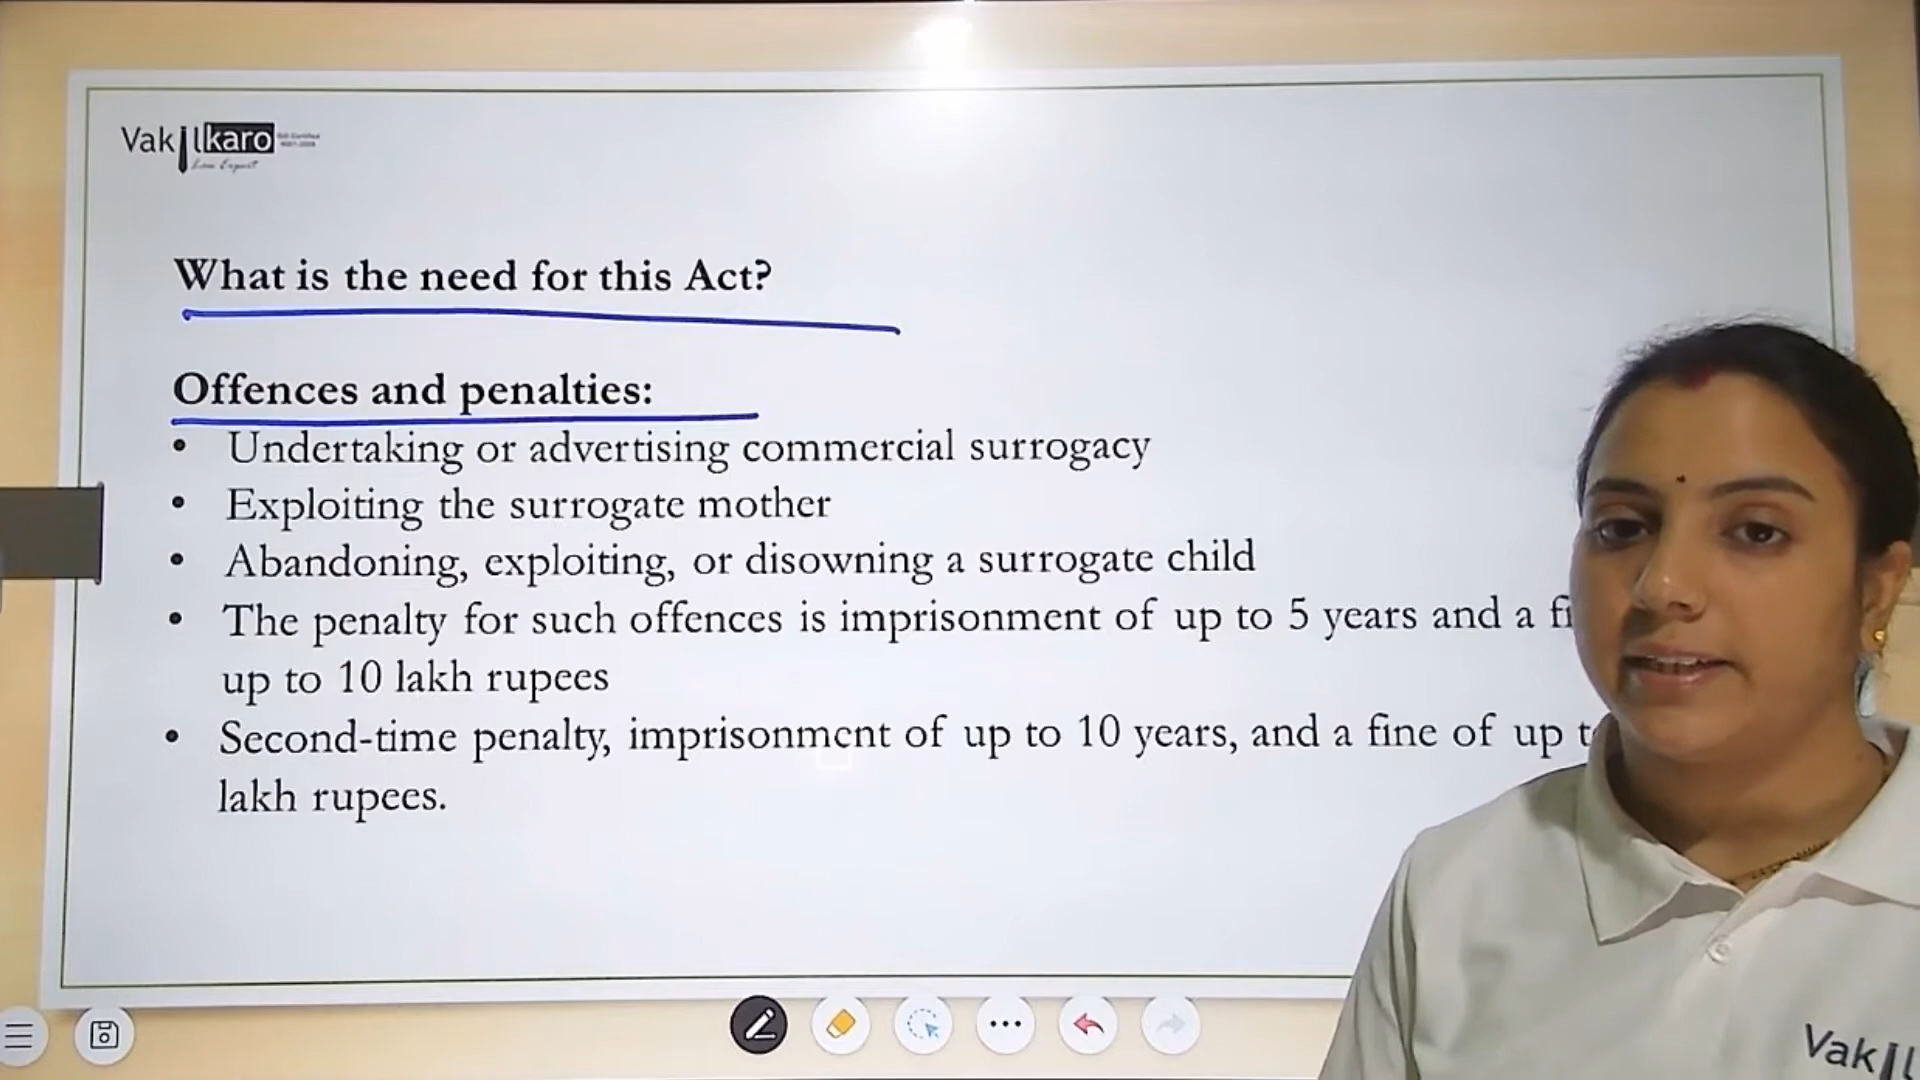 Vakilkaro
Law Expert
What is the need for this Act?
Offences and penalties:
• Undertaking or advertising commercial surrogacy
• Exploiting the surrogate mother
• Abandoning, exploiting, or disowning a surrogate child
• The penalty for such offences is imprisonment of up to 5 years and a
up to 10 lakh rupees
• Second-time penalty, imprisonment of up to 10 years, and a fine of up
lakh rupees.
Vakil